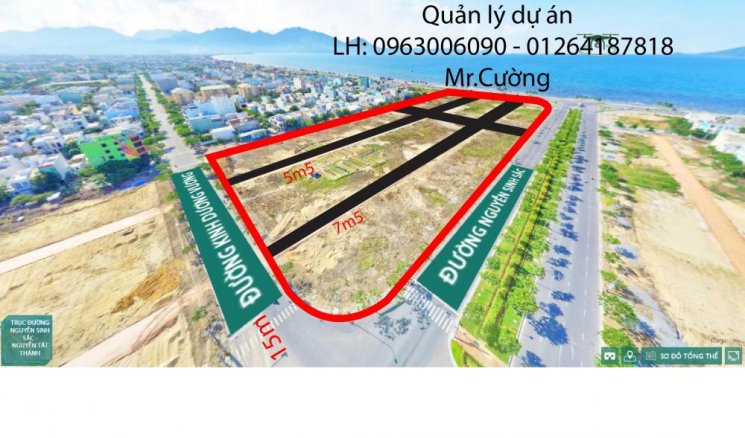 Quản lý dự án
LH: 0963006090 - 01264187818
Mr.Cường
5m5
7m5
ĐƯỜNG KINH DƯƠNG VƯƠNG
ĐƯỜNG NGUYỄN SINH SẮC
15m
TRỤC ĐƯỜNG
NGUYỄN SINH
SẮC
NGUYỄN TẤT
THÀNH
SƠ ĐỒ TỔNG THỂ